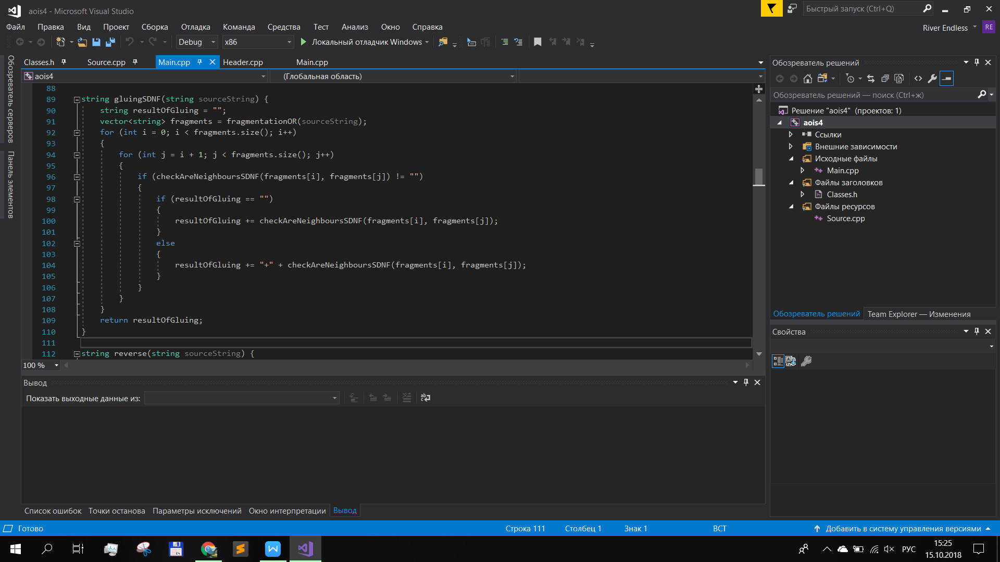 aois4 - Microsoft Visual Studio
Быстрый запуск (Ctrl+Q)
Файл Правка Вид Проект Сборка Отладка Команда Средства Тест Анализ Окно Справка
River Endless RE
Debug x86 Локальный отладчик Windows
Обозреватель серверов
Панель элементов
Classes.h Source.cpp Main.cpp Header.cpp Main.cpp
aois4 (Глобальная область)
88
89 string gluingSDNF(string sourceString) {
90 string resultOfGluing = "";
91 vector<string> fragments = fragmentationOR(sourceString);
92 for (int i = 0; i < fragments.size(); i++)
93 {
94 for (int j = i + 1; j < fragments.size(); j++)
95 {
96 if (checkAreNeighboursSDNF(fragments[i], fragments[j]) != "")
97 {
98 if (resultOfGluing == "")
99 {
100 resultOfGluing += checkAreNeighboursSDNF(fragments[i], fragments[j]);
101 }
102 else
103 {
104 resultOfGluing += "+" + checkAreNeighboursSDNF(fragments[i], fragments[j]);
105 }
106 }
107 }
108 }
109 return resultOfGluing;
110 }
111
112 string reverse(string sourceString) {
100 %
Вывод
Показать выходные данные из:
Список ошибок Точки останова Параметры исключений Окно интерпретации Вывод
Обозреватель решений
Обозреватель решений — поиск (Ctrl+ж)
Решение "aois4" (проектов: 1)
aois4
Ссылки
Внешние зависимости
Исходные файлы
Main.cpp
Файлы заголовков
Classes.h
Файлы ресурсов
Source.cpp
Обозреватель решений Team Explorer — Изменения
Свойства
Готово Строка 111 Столбец 1 Знак 1 ВСТ Добавить в систему управления версиями
64
РУС
15:25
15.10.2018